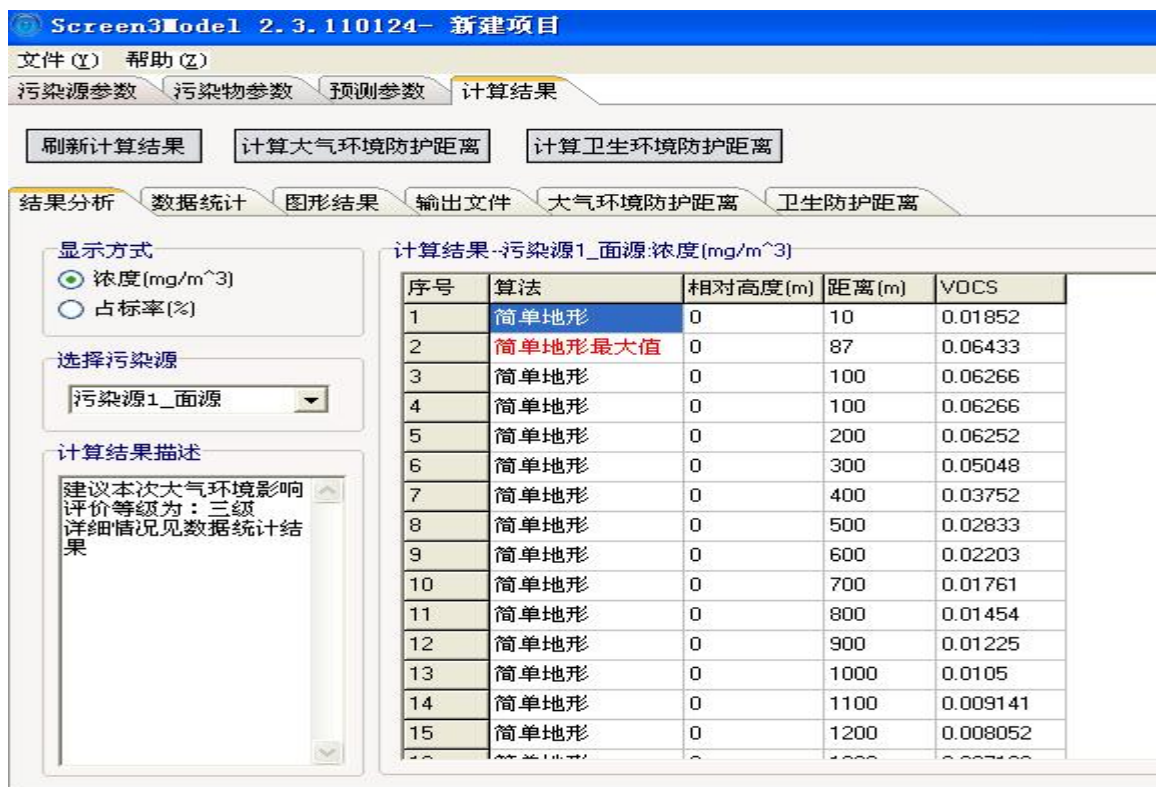 Screen3Model 2.3.110124- 新建项目
文件(Y) 帮助(Z)
污染源参数 污染物参数 预测参数 计算结果
刷新计算结果 计算大气环境防护距离 计算卫生环境防护距离
结果分析 数据统计 图形结果 输出文件 大气环境防护距离 卫生防护距离
显示方式
浓度(mg/m^3)
占标率(%)
选择污染源
污染源1_面源
计算结果描述
建议本次大气环境影响
评价等级为：三级
详细情况见数据统计结
果
计算结果--污染源1_面源:浓度(mg/m^3)
序号 算法 相对高度(m) 距离(m) VOCS
1 简单地形 0 10 0.01852
2 简单地形最大值 0 87 0.06433
3 简单地形 0 100 0.06266
4 简单地形 0 100 0.06266
5 简单地形 0 200 0.06252
6 简单地形 0 300 0.05048
7 简单地形 0 400 0.03752
8 简单地形 0 500 0.02833
9 简单地形 0 600 0.02203
10 简单地形 0 700 0.01761
11 简单地形 0 800 0.01454
12 简单地形 0 900 0.01225
13 简单地形 0 1000 0.0105
14 简单地形 0 1100 0.009141
15 简单地形 0 1200 0.008052